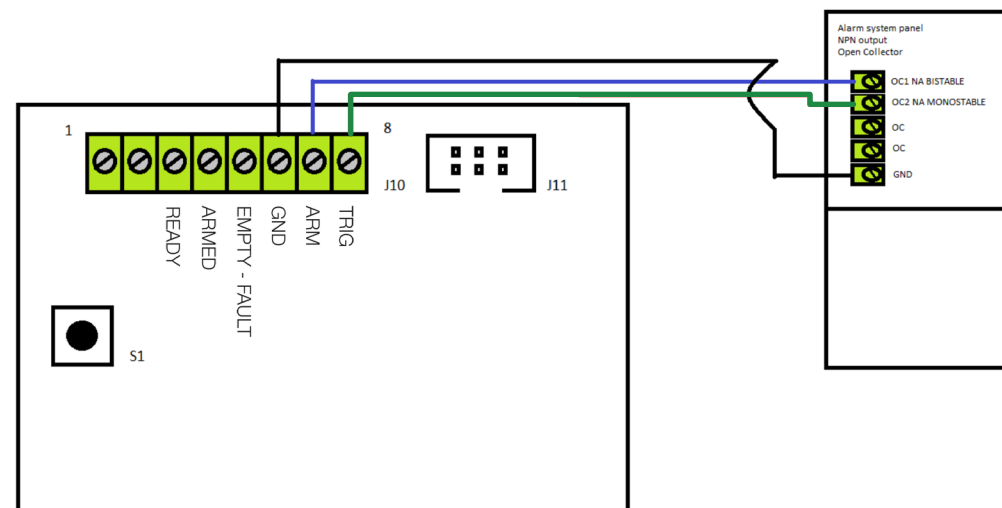 Alarm system panel
NPN output
Open Collector
OC1 NA BISTABLE
OC2 NA MONOSTABLE
OC
OC
GND
1
8
J10
J11
READY
ARMED
EMPTY - FAULT
GND
ARM
TRIG
S1